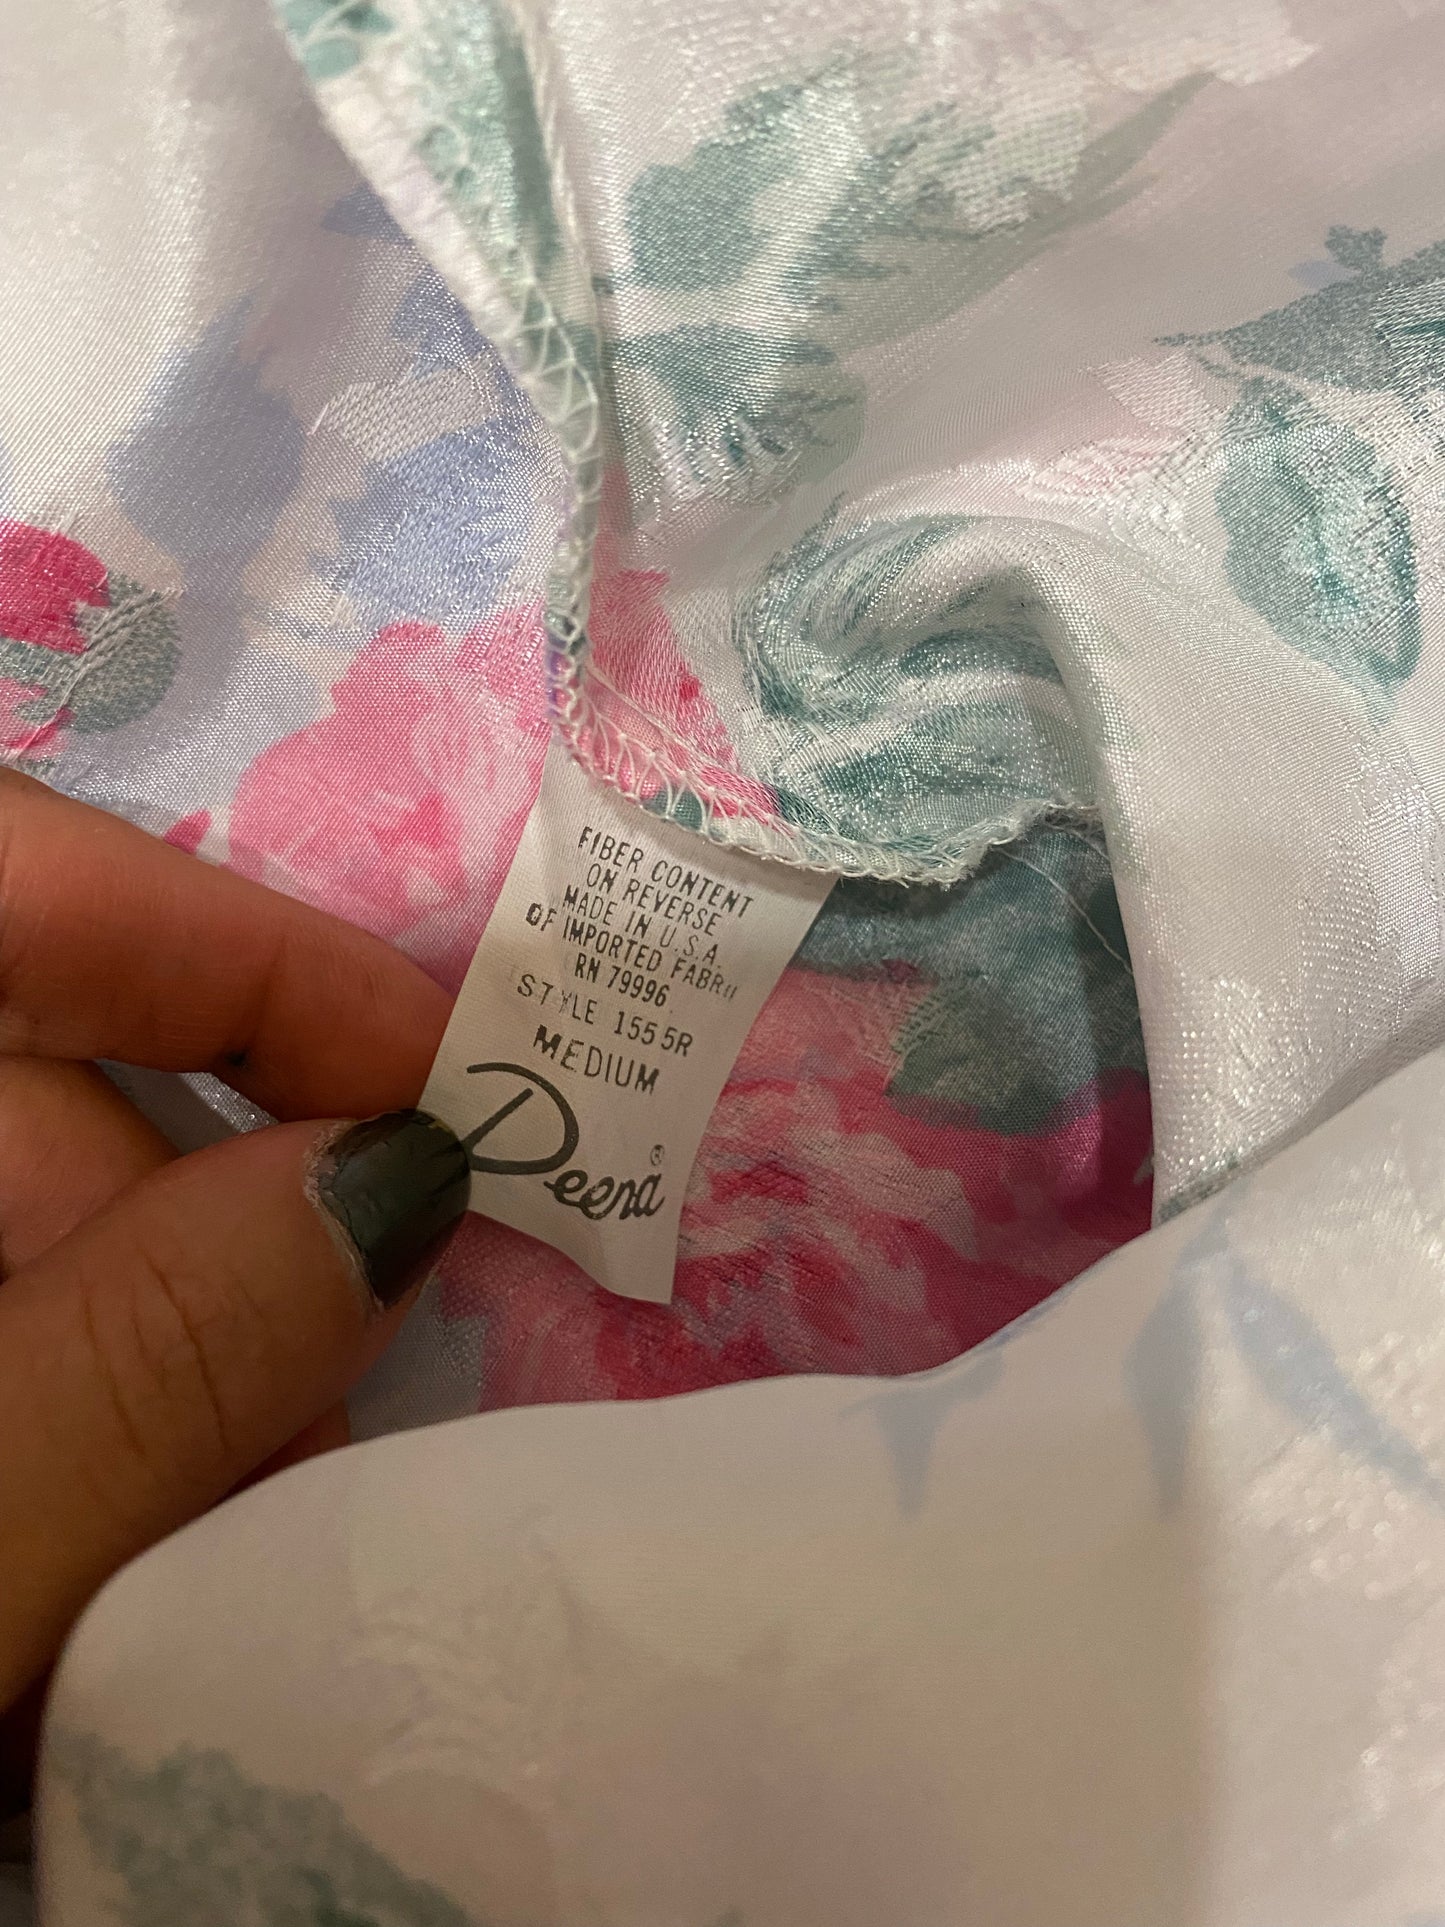 FIBER CONTENT
ON REVERSE
MADE IN U.S.A.
OF IMPORTED FABRIC
RN 79996
STYLE 1555R
MEDIUM
Deena®